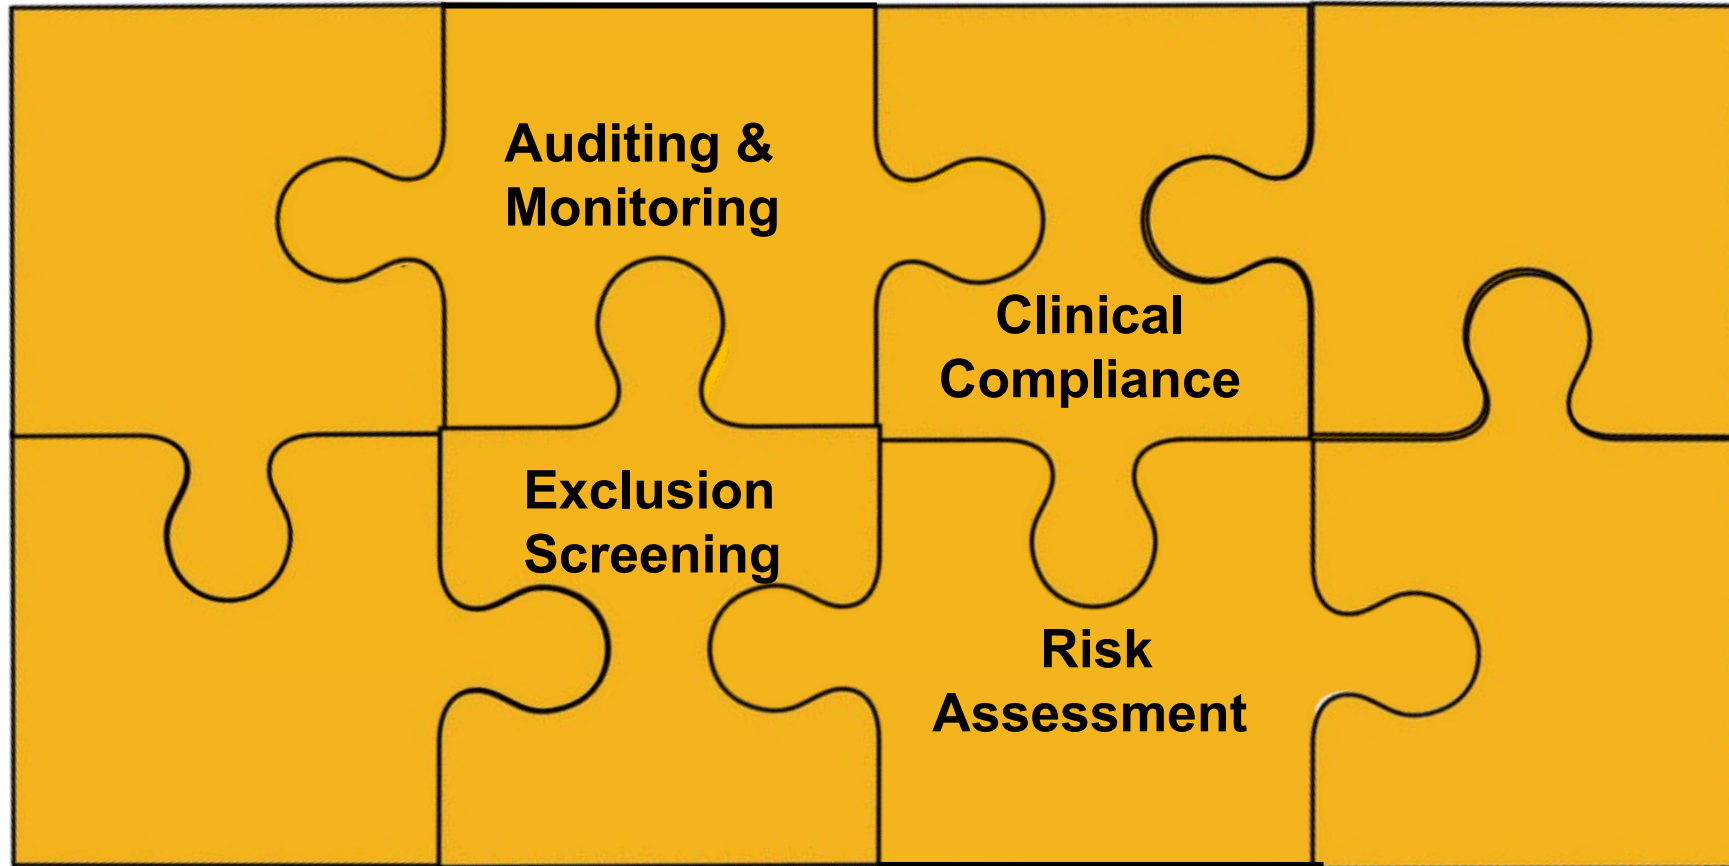 Auditing &
Monitoring
Clinical
Compliance
Exclusion
Screening
Risk
Assessment